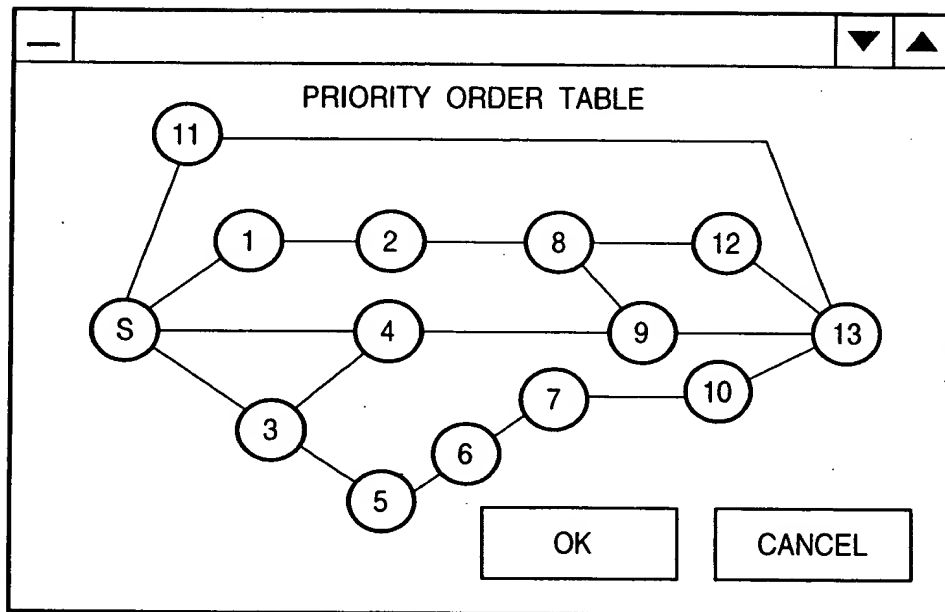 PRIORITY ORDER TABLE
11
1 2 8 12
S 4 9 13
3 7 10
6
5
OK CANCEL